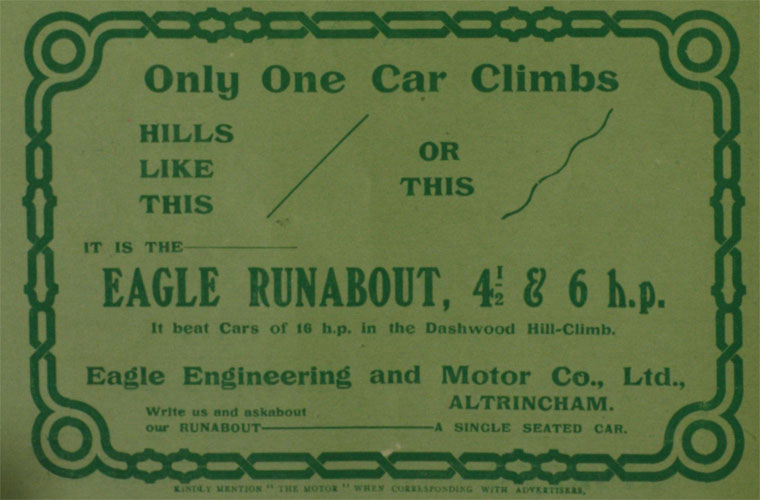 Only One Car Climbs
HILLS
LIKE
THIS
OR
THIS
IT IS THE
EAGLE RUNABOUT, 4½ & 6 h.p.
It beat Cars of 16 h.p. in the Dashwood Hill-Climb.
Eagle Engineering and Motor Co., Ltd.,
ALTRINCHAM.
Write us and askabout
our RUNABOUT—A SINGLE SEATED CAR.
KINDLY MENTION "THE MOTOR" WHEN CORRESPONDING WITH ADVERTISERS.